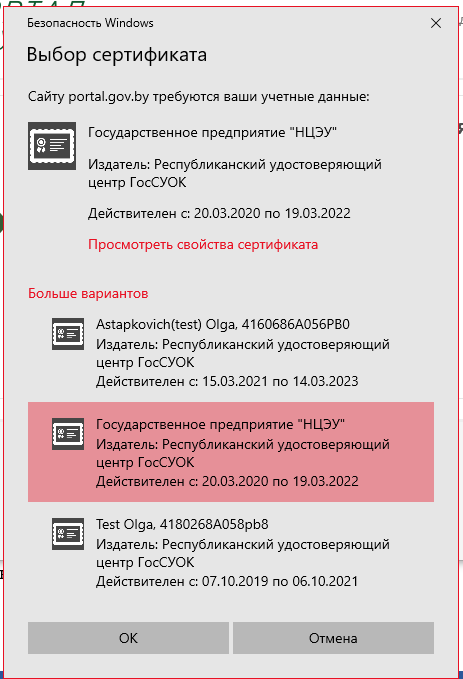 Безопасность Windows
Выбор сертификата
Сайту portal.gov.by требуются ваши учетные данные:
Государственное предприятие "НЦЭУ"
Издатель: Республиканский удостоверяющий
центр ГосСУОК
Действителен с: 20.03.2020 по 19.03.2022
Просмотреть свойства сертификата
Больше вариантов
Astapkovich(test) Olga, 4160686A056PB0
Издатель: Республиканский удостоверяющий
центр ГосСУОК
Действителен с: 15.03.2021 по 14.03.2023
Государственное предприятие "НЦЭУ"
Издатель: Республиканский удостоверяющий
центр ГосСУОК
Действителен с: 20.03.2020 по 19.03.2022
Test Olga, 4180268A058pb8
Издатель: Республиканский удостоверяющий
центр ГосСУОК
Действителен с: 07.10.2019 по 06.10.2021
ОК
Отмена